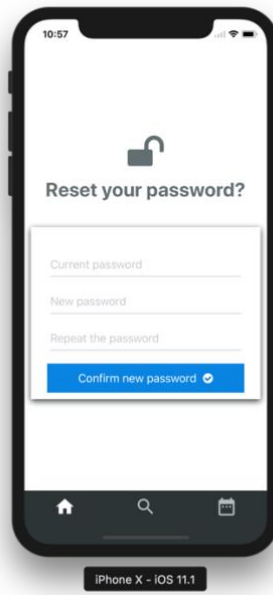 10:57
Reset your password?
Current password
New password
Repeat the password
Confirm new password
iPhone X - iOS 11.1